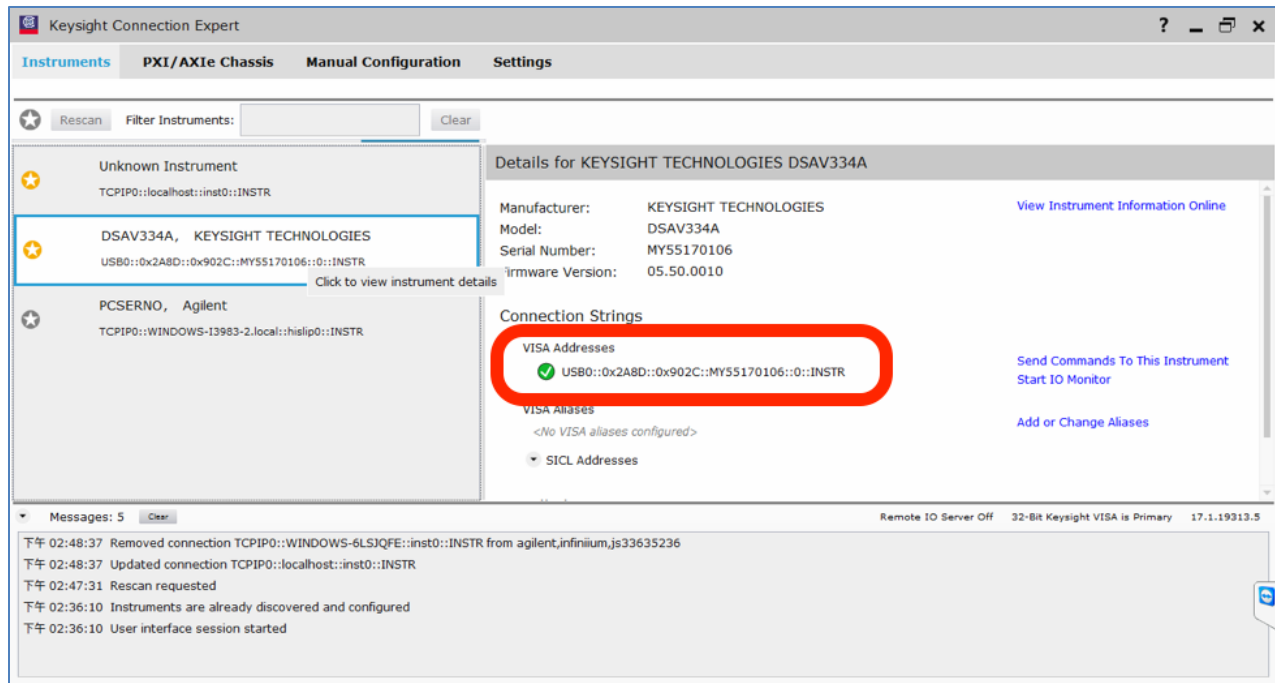 Keysight Connection Expert
Instruments PXI/AXIe Chassis Manual Configuration Settings
Rescan Filter Instruments: Clear
Unknown Instrument
TCPIP0::localhost::inst0::INSTR
DSAV334A, KEYSIGHT TECHNOLOGIES
USB0::0x2A8D::0x902C::MY55170106::0::INSTR
Click to view instrument details
PCSERNO, Agilent
TCPIP0::WINDOWS-I3983-2.local::hislip0::INSTR
Details for KEYSIGHT TECHNOLOGIES DSAV334A
Manufacturer: KEYSIGHT TECHNOLOGIES
View Instrument Information Online
Model: DSAV334A
Serial Number: MY55170106
Firmware Version: 05.50.0010
Connection Strings
VISA Addresses
USB0::0x2A8D::0x902C::MY55170106::0::INSTR
Send Commands To This Instrument
Start IO Monitor
VISA Aliases
<No VISA aliases configured>
Add or Change Aliases
SICL Addresses
Messages: 5 Clear
Remote IO Server Off 32-Bit Keysight VISA is Primary 17.1.19313.5
下午 02:48:37 Removed connection TCPIP0::WINDOWS-6LSJQFE::inst0::INSTR from agilent,infiniium,js33635236
下午 02:48:37 Updated connection TCPIP0::localhost::inst0::INSTR
下午 02:47:31 Rescan requested
下午 02:36:10 Instruments are already discovered and configured
下午 02:36:10 User interface session started